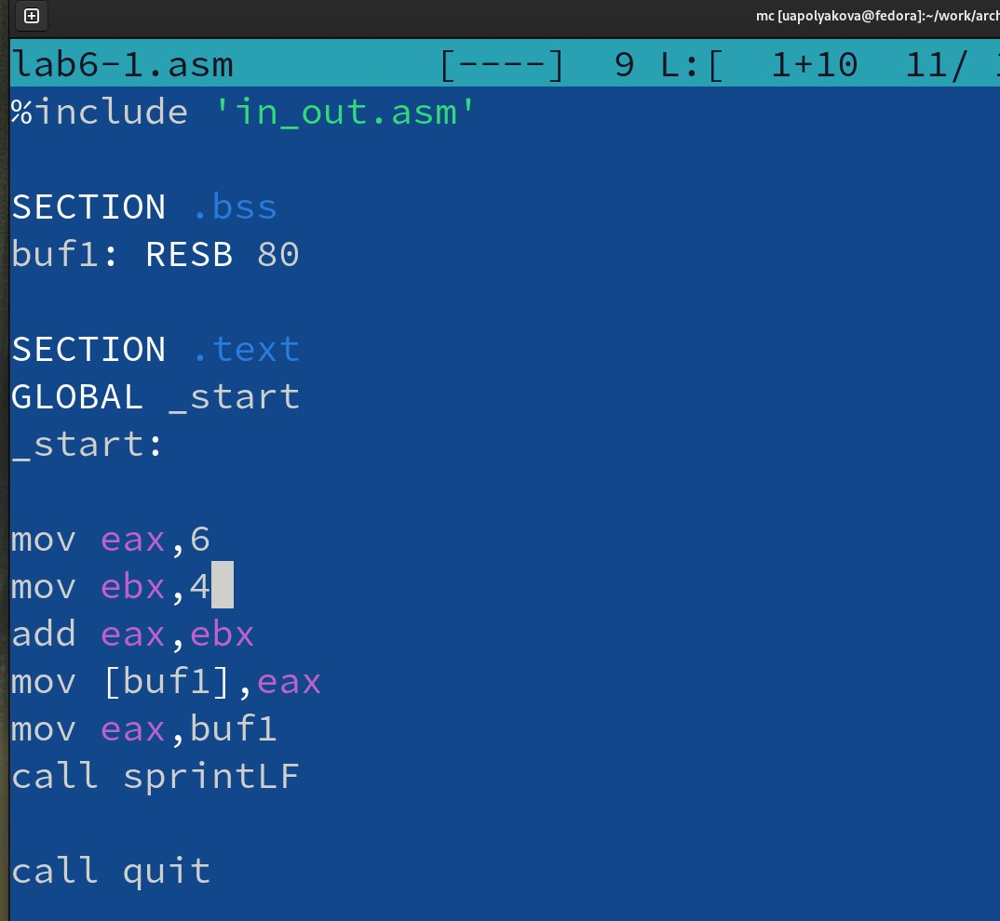 mc [uapolyakova@fedora]:~/work/arch
lab6-1.asm [----] 9 L:[ 1+10 11/
%include 'in_out.asm'
SECTION .bss
buf1: RESB 80
SECTION .text
GLOBAL _start
_start:
mov eax,6
mov ebx,4
add eax,ebx
mov [buf1],eax
mov eax,buf1
call sprintLF
call quit